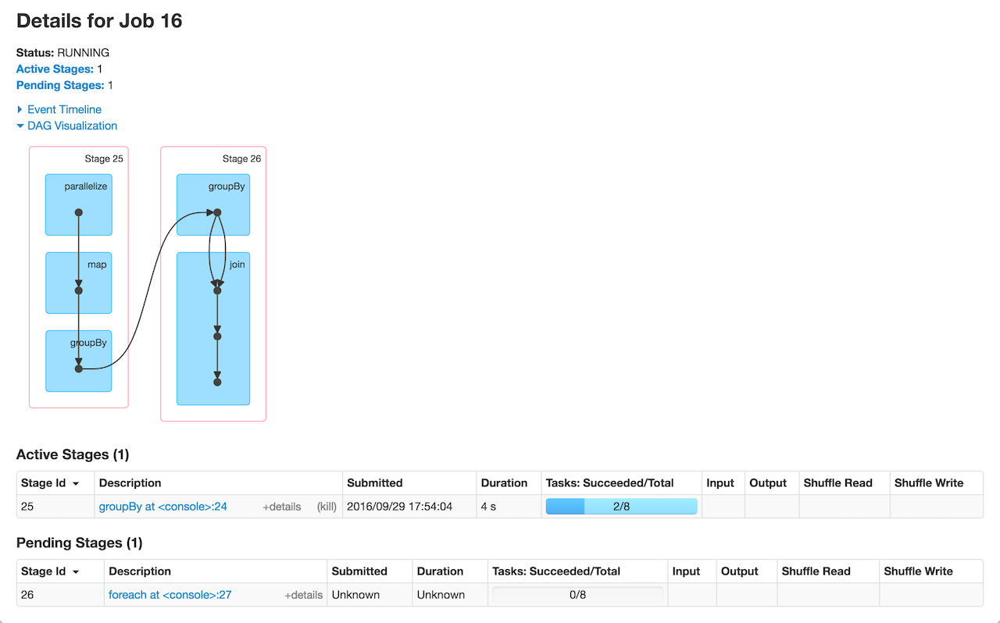 Details for Job 16
Status: RUNNING
Active Stages: 1
Pending Stages: 1
Event Timeline
DAG Visualization
Stage 25
parallelize
map
groupBy
Stage 26
groupBy
join
Active Stages (1)
Stage Id Description Submitted Duration Tasks: Succeeded/Total Input Output Shuffle Read Shuffle Write
25 groupBy at <console>:24 +details (kill) 2016/09/29 17:54:04 4 s 2/8
Pending Stages (1)
Stage Id Description Submitted Duration Tasks: Succeeded/Total Input Output Shuffle Read Shuffle Write
26 foreach at <console>:27 +details Unknown Unknown 0/8